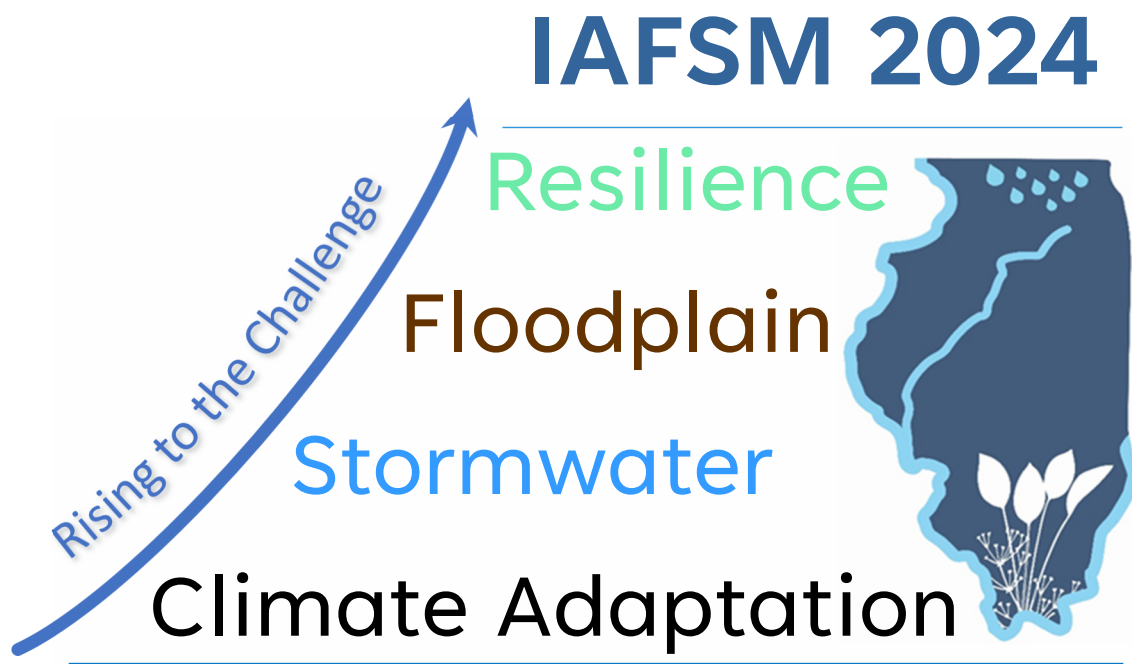 IAFSM 2024
Rising to the Challenge
Resilience
Floodplain
Stormwater
Climate Adaptation